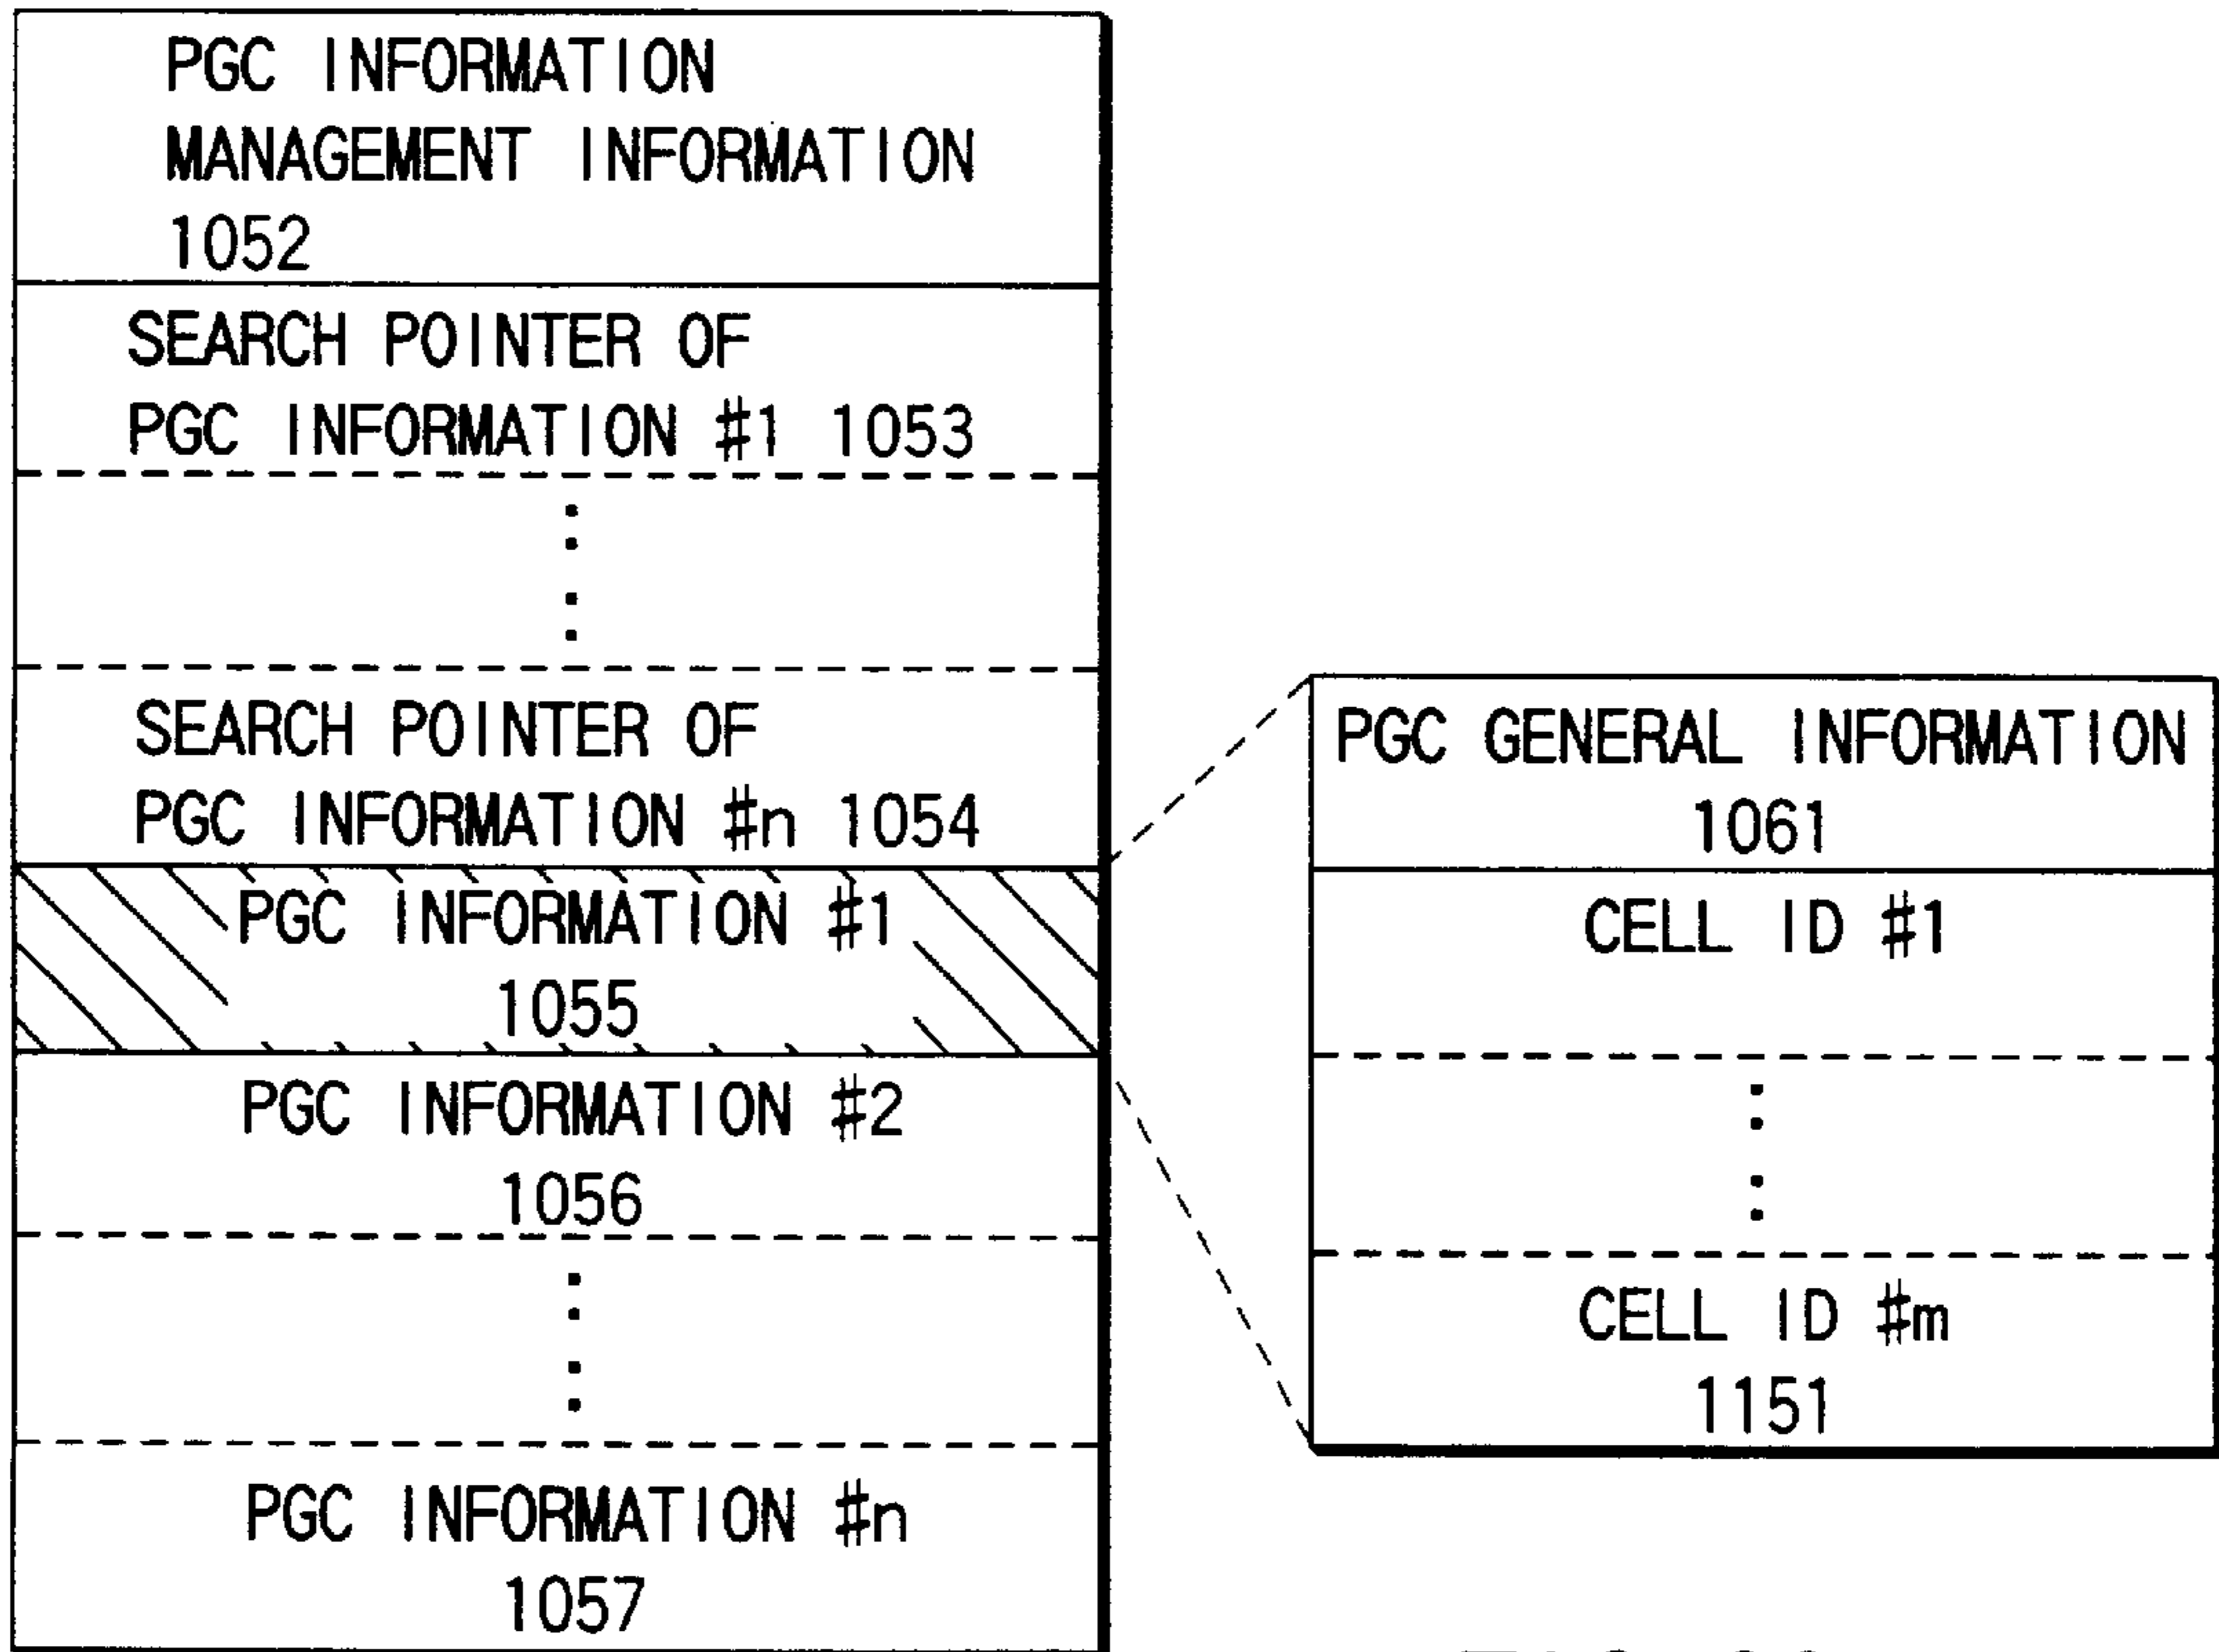 PGC INFORMATION
MANAGEMENT INFORMATION
1052
SEARCH POINTER OF
PGC INFORMATION #1 1053
SEARCH POINTER OF
PGC INFORMATION #n 1054
PGC INFORMATION #1
1055
PGC INFORMATION #2
1056
PGC INFORMATION #n
1057
PGC GENERAL INFORMATION
1061
CELL ID #1
CELL ID #m
1151